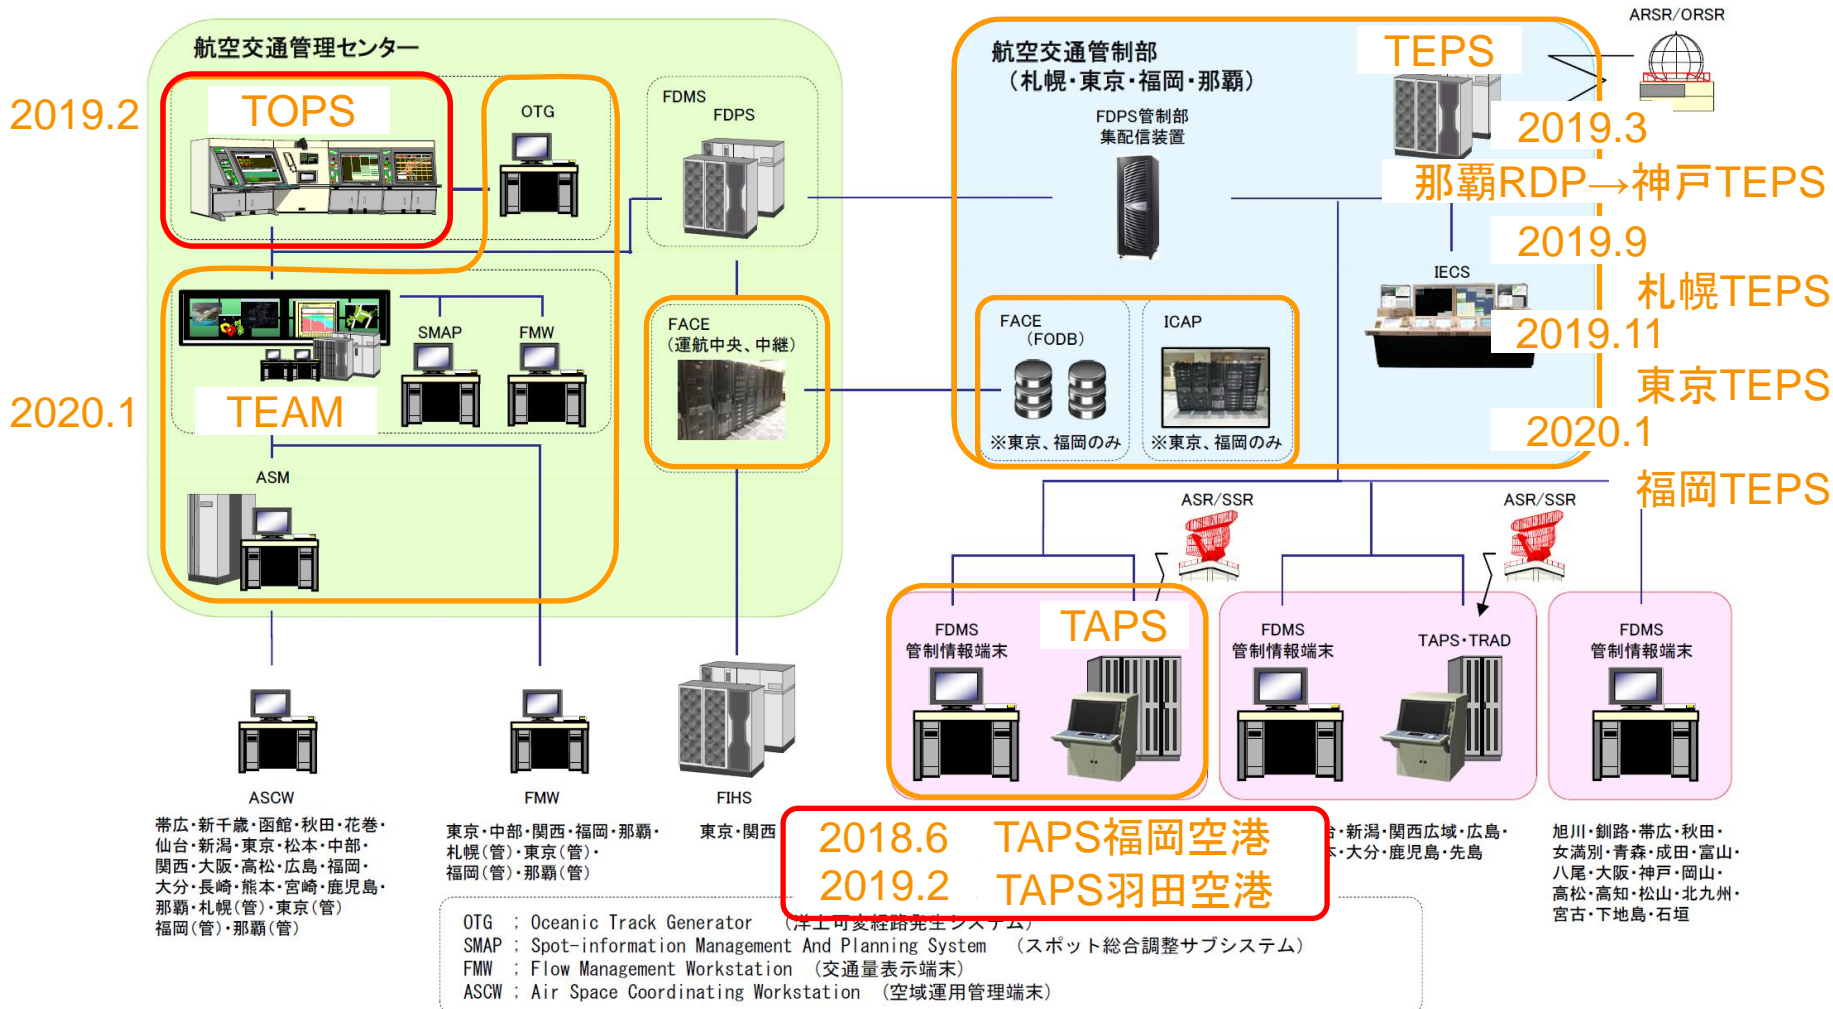 航空交通管理センター
2019.2
TOPS
OTG
FDMS
FDPS
航空交通管制部
（札幌・東京・福岡・那覇）
TEPS
ARSR/ORSR
FDPS管制部
集配信装置
2019.3
那覇RDP→神戸TEPS
2019.9
IECS
札幌TEPS
2019.11
東京TEPS
2020.1
福岡TEPS
SMAP
FMW
FACE
（運航中央、中継）
FACE
（FODB）
ICAP
※東京、福岡のみ
※東京、福岡のみ
2020.1
TEAM
ASM
ASR/SSR
ASR/SSR
FDMS
管制情報端末
TAPS
FDMS
管制情報端末
TAPS・TRAD
FDMS
管制情報端末
ASCW
帯広・新千歳・函館・秋田・花巻・
仙台・新潟・東京・松本・中部・
関西・大阪・高松・広島・福岡・
大分・長崎・熊本・宮崎・鹿児島・
那覇・札幌(管)・東京(管)
福岡(管)・那覇(管)
FMW
東京・中部・関西・福岡・那覇・
札幌(管)・東京(管)・
福岡(管)・那覇(管)
FIHS
東京・関西
2018.6 TAPS福岡空港
2019.2 TAPS羽田空港
・新潟・関西広域・広島・
・大分・鹿児島・先島
旭川・釧路・帯広・秋田・
女満別・青森・成田・富山・
八尾・大阪・神戸・岡山・
高松・高知・松山・北九州・
宮古・下地島・石垣
OTG ; Oceanic Track Generator （洋上可変経路発生システム）
SMAP ; Spot-information Management And Planning System （スポット総合調整サブシステム）
FMW ; Flow Management Workstation （交通量表示端末）
ASCW ; Air Space Coordinating Workstation （空域運用管理端末）